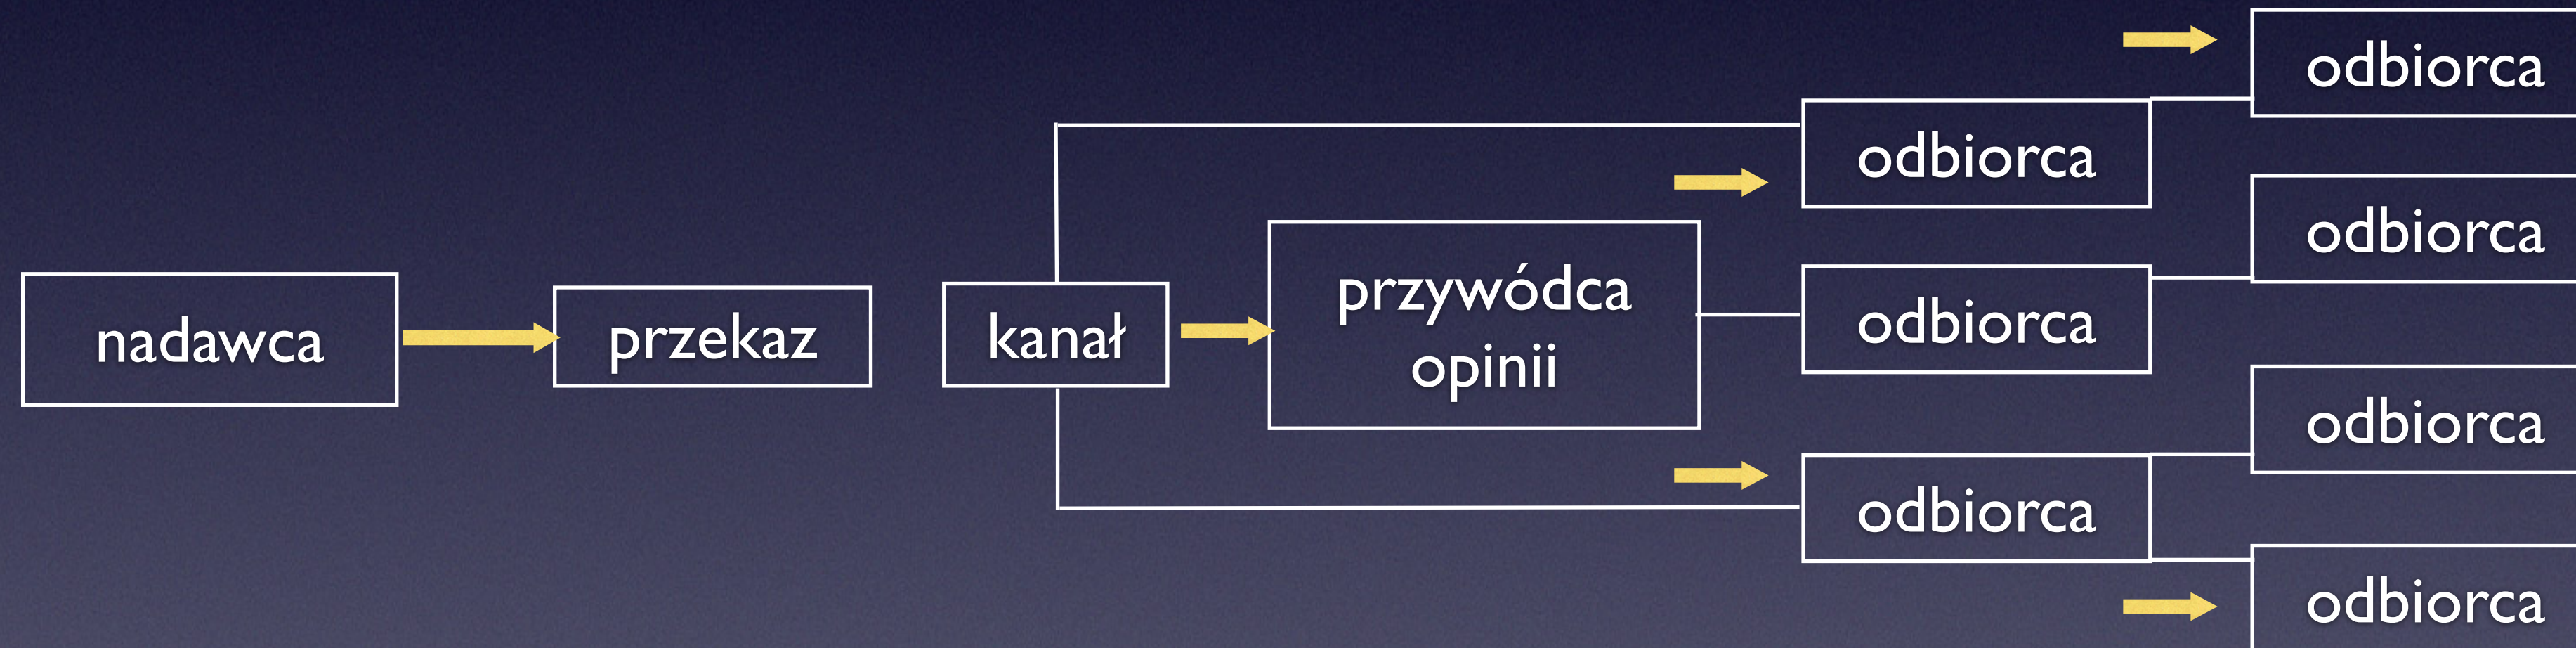 nadawca
przekaz
kanał
przywódca
opinii
odbiorca
odbiorca
odbiorca
odbiorca
odbiorca
odbiorca
odbiorca